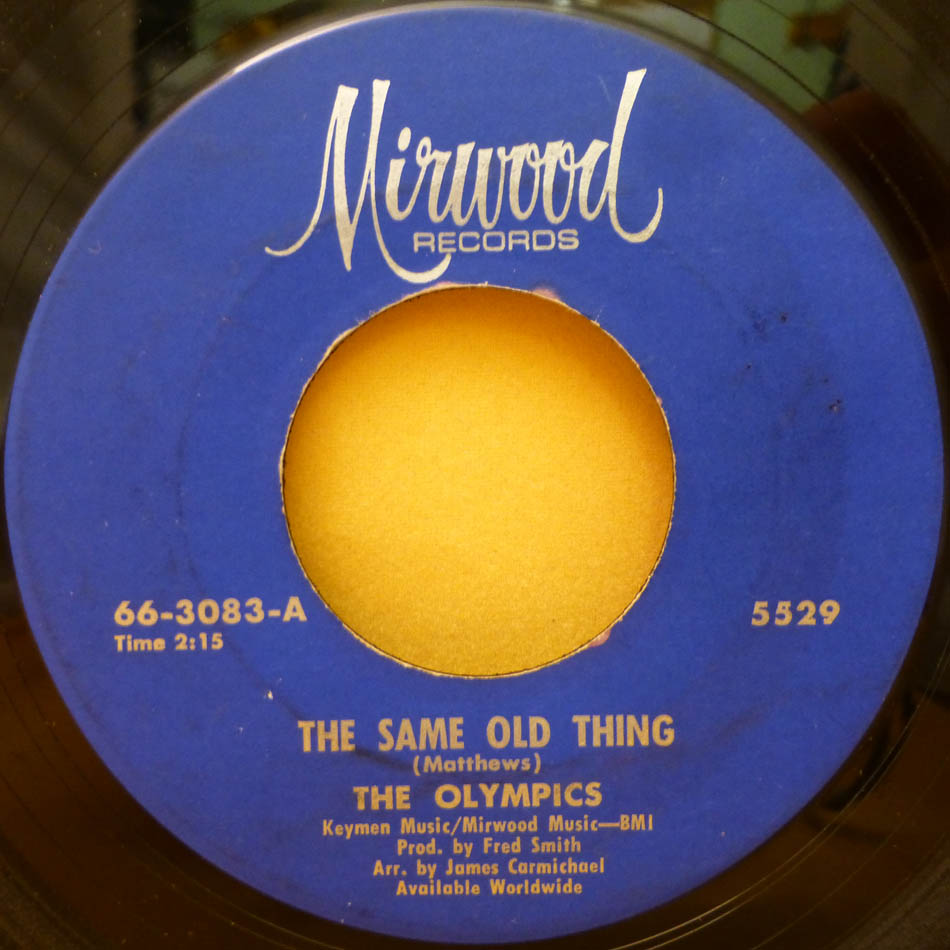 Mirwood
RECORDS
66-3083-A
5529
Time 2:15
THE SAME OLD THING
(Matthews)
THE OLYMPICS
Keymen Music/Mirwood Music—BMI
Prod. by Fred Smith
Arr. by James Carmichael
Available Worldwide